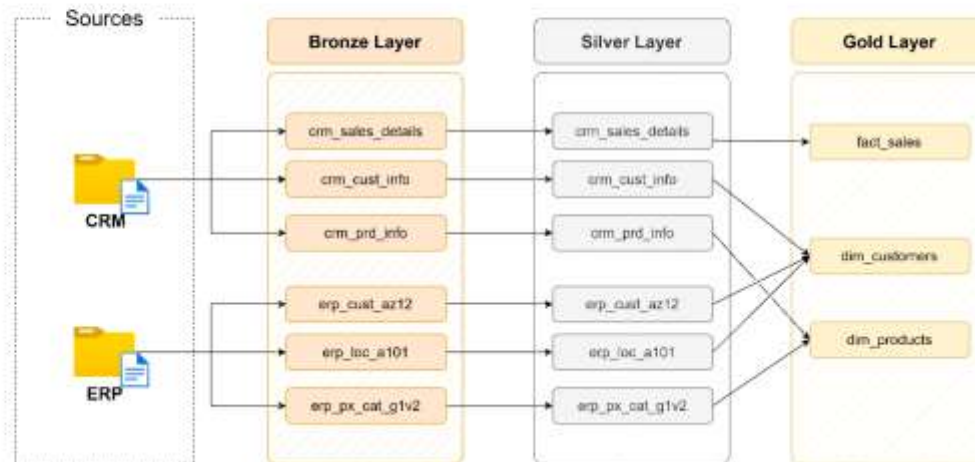 Sources
Bronze Layer
Silver Layer
Gold Layer
crm_sales_details
crm_sales_details
fact_sales
crm_cust_info
crm_cust_info
CRM
crm_prd_info
crm_prd_info
dim_customers
erp_cust_az12
erp_cust_az12
erp_loc_a101
erp_loc_a101
dim_products
ERP
erp_px_cat_g1v2
erp_px_cat_g1v2